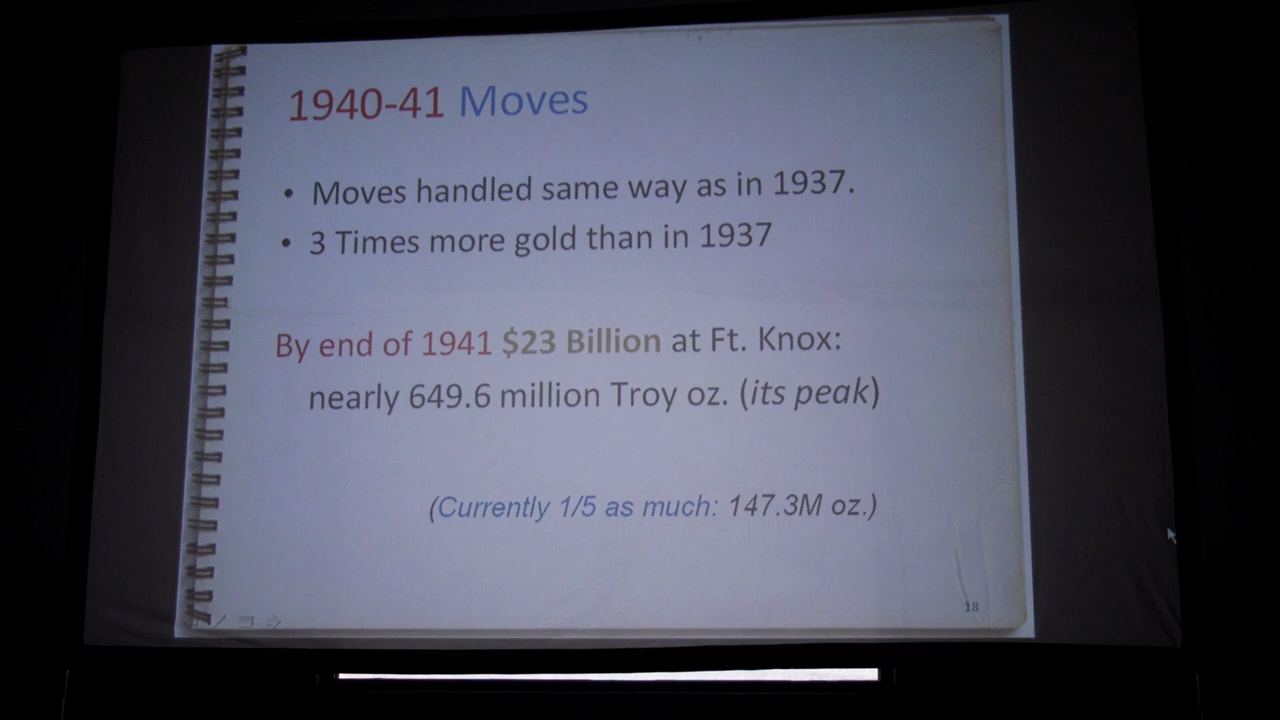 1940-41 Moves
• Moves handled same way as in 1937.
• 3 Times more gold than in 1937
By end of 1941 $23 Billion at Ft. Knox:
nearly 649.6 million Troy oz. (its peak)
(Currently 1/5 as much: 147.3M oz.)
18